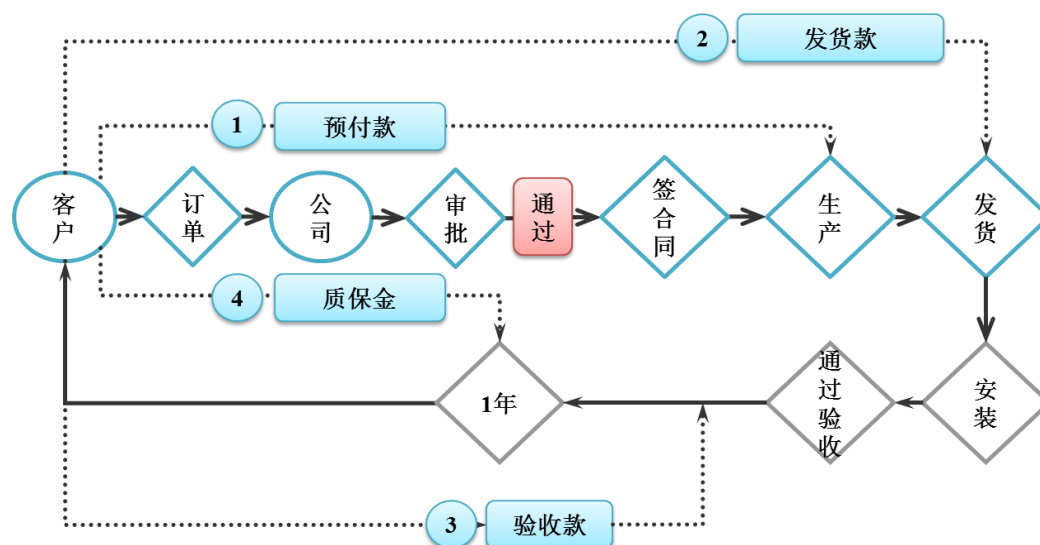 2
发货款
1
预付款
客户
订单
公司
审批
通过
签合同
生产
发货
4
质保金
1年
通过验收
安装
3
验收款